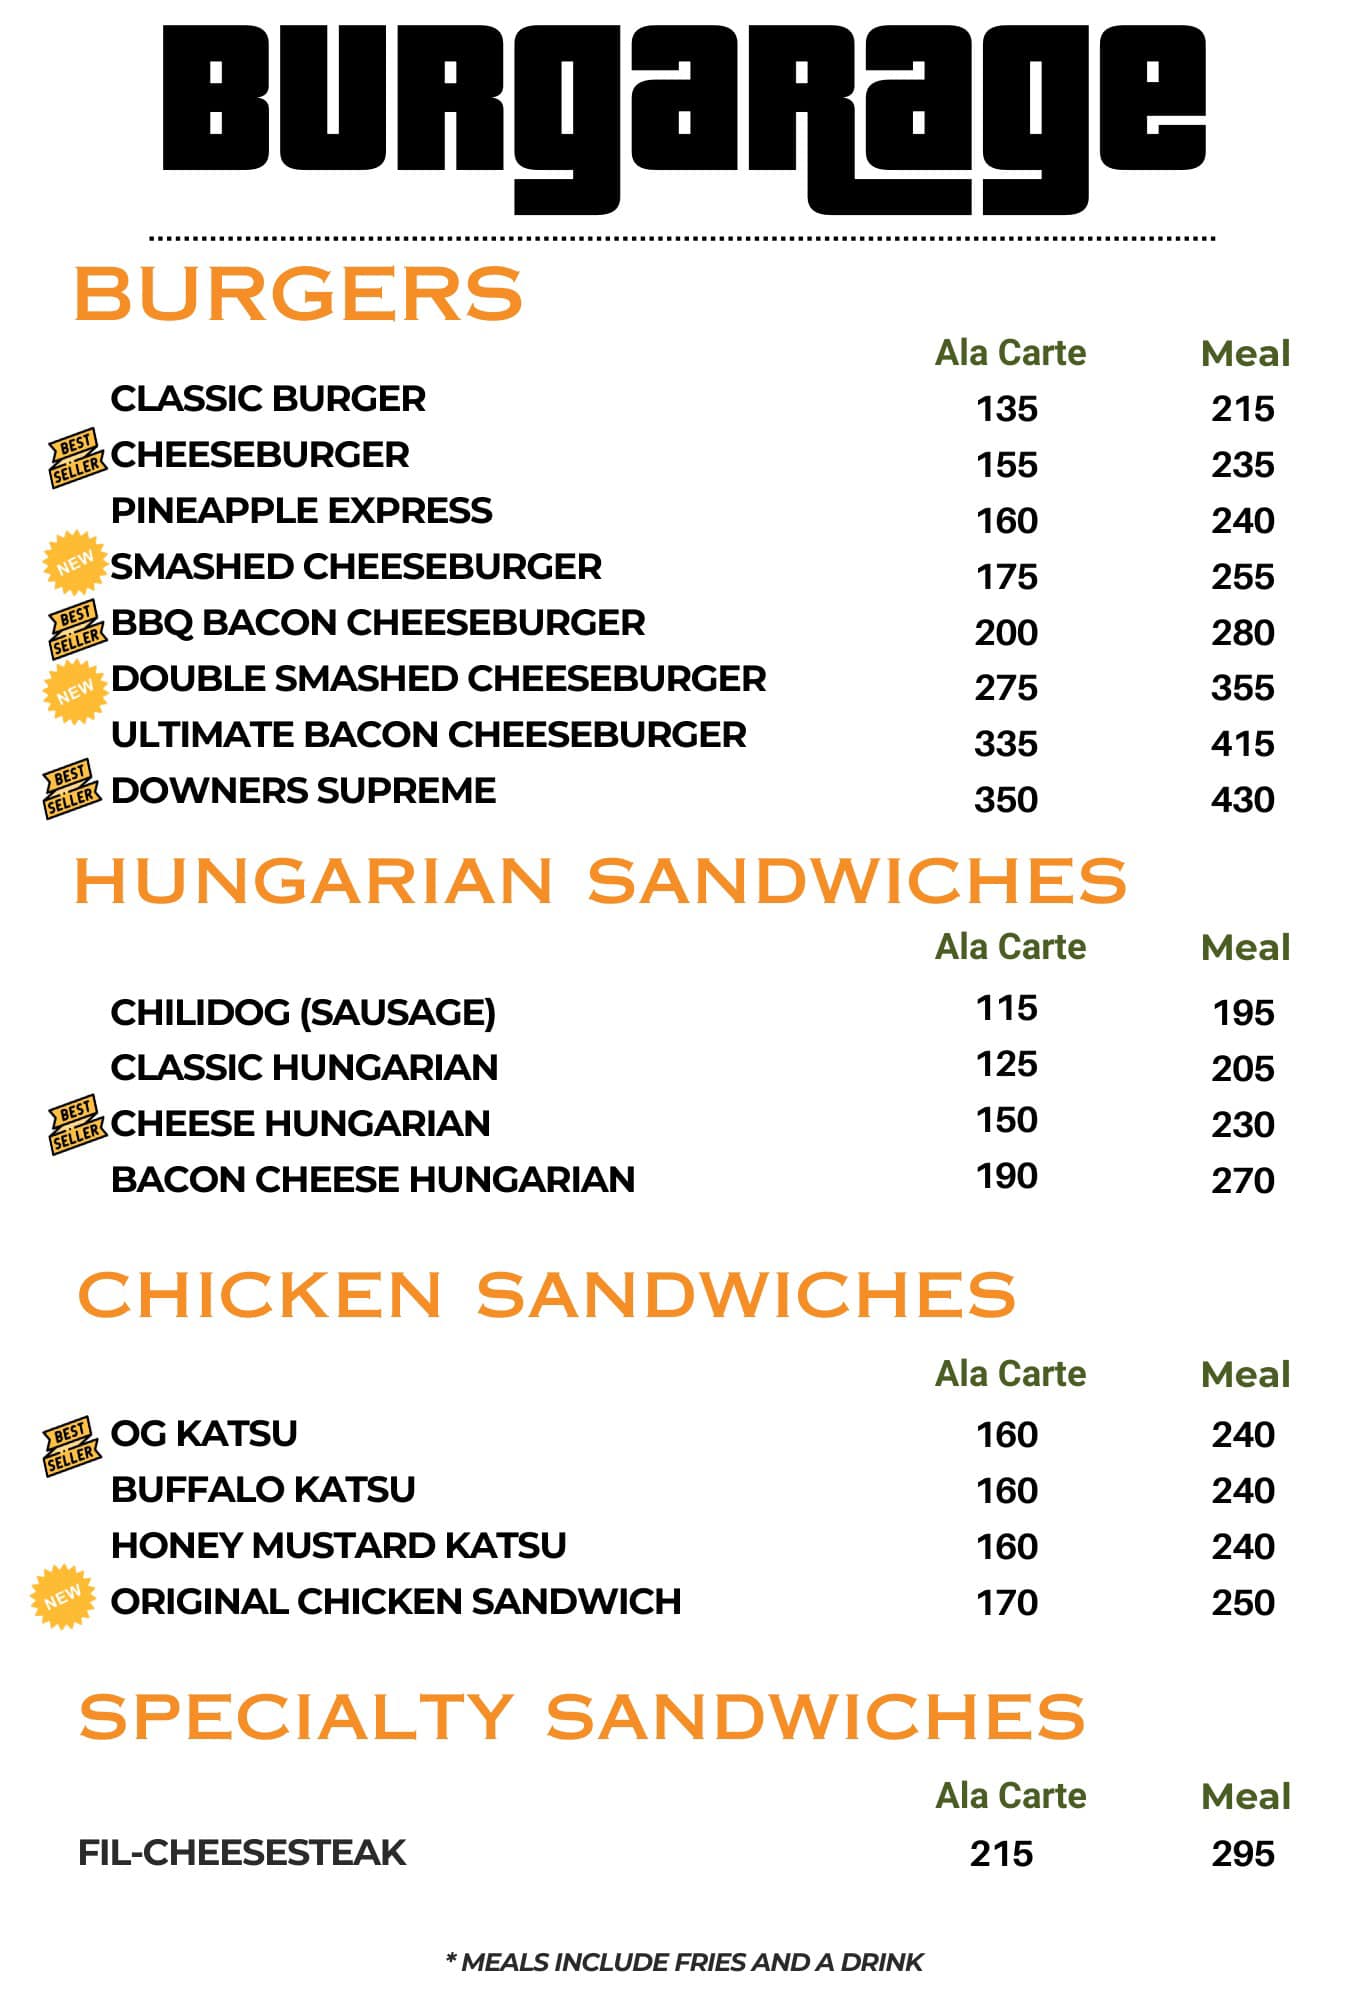 BURgaRage
BURGERS
Ala Carte Meal
CLASSIC BURGER 135 215
BEST SELLER CHEESEBURGER 155 235
PINEAPPLE EXPRESS 160 240
NEW SMASHED CHEESEBURGER 175 255
BEST SELLER BBQ BACON CHEESEBURGER 200 280
NEW DOUBLE SMASHED CHEESEBURGER 275 355
ULTIMATE BACON CHEESEBURGER 335 415
BEST SELLER DOWNERS SUPREME 350 430
HUNGARIAN SANDWICHES
Ala Carte Meal
CHILIDOG (SAUSAGE) 115 195
CLASSIC HUNGARIAN 125 205
BEST SELLER CHEESE HUNGARIAN 150 230
BACON CHEESE HUNGARIAN 190 270
CHICKEN SANDWICHES
Ala Carte Meal
BEST SELLER OG KATSU 160 240
BUFFALO KATSU 160 240
HONEY MUSTARD KATSU 160 240
NEW ORIGINAL CHICKEN SANDWICH 170 250
SPECIALTY SANDWICHES
Ala Carte Meal
FIL-CHEESESTEAK 215 295
* MEALS INCLUDE FRIES AND A DRINK